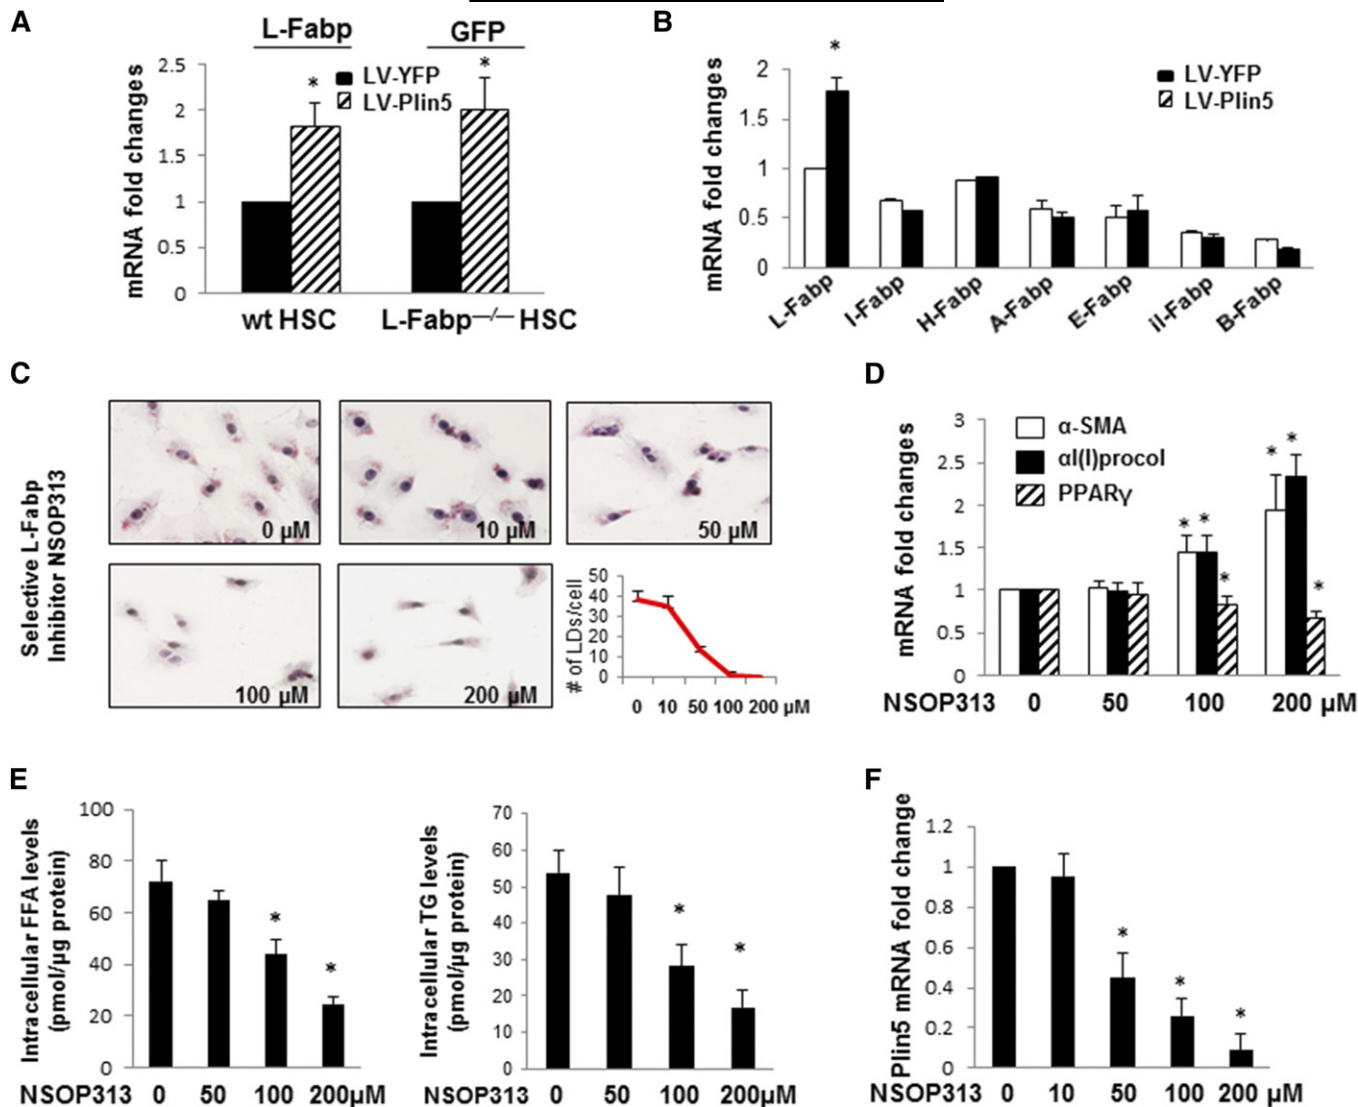 A
L-Fabp
GFP
LV-YFP
LV-Plin5
mRNA fold changes
2.5
2
1.5
1
0.5
0
*
*
wt HSC
L-Fabp—/—HSC
B
LV-YFP
LV-Plin5
mRNA fold changes
2
1.5
1
0.5
0
*
L-Fabp
I-Fabp
H-Fabp
A-Fabp
E-Fabp
il-Fabp
B-Fabp
C
Selective L-Fabp
Inhibitor NSOP313
0 µM
10 µM
50 µM
100 µM
200 µM
# of LDs/cell
50
40
30
20
10
0
0 10 50 100 200 µM
D
α-SMA
αI(I)procol
PPARγ
mRNA fold changes
3
2.5
2
1.5
1
0.5
0
* * *
* * *
NSOP313 0 50 100 200 µM
E
Intracellular FFA levels
(pmol/µg protein)
100
80
60
40
20
0
*
*
NSOP313 0 50 100 200µM
Intracellular TG levels
(pmol/µg protein)
70
60
50
40
30
20
10
0
*
*
NSOP313 0 50 100 200µM
F
Plin5 mRNA fold change
1.2
1
0.8
0.6
0.4
0.2
0
*
*
*
NSOP313 0 10 50 100 200 µM